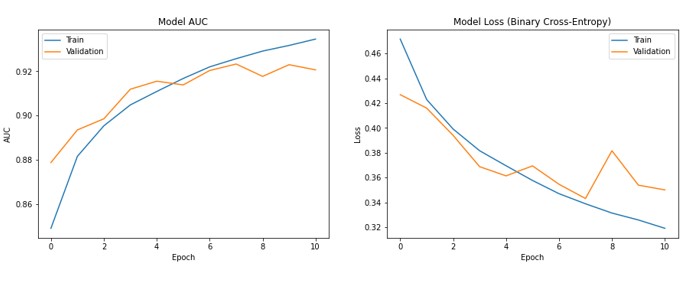 Model AUC
Train
Validation
0.92
0.90
0.88
0.86
AUC
0 2 4 6 8 10
Epoch
Model Loss (Binary Cross-Entropy)
Train
Validation
0.46
0.44
0.42
0.40
0.38
0.36
0.34
0.32
Loss
0 2 4 6 8 10
Epoch